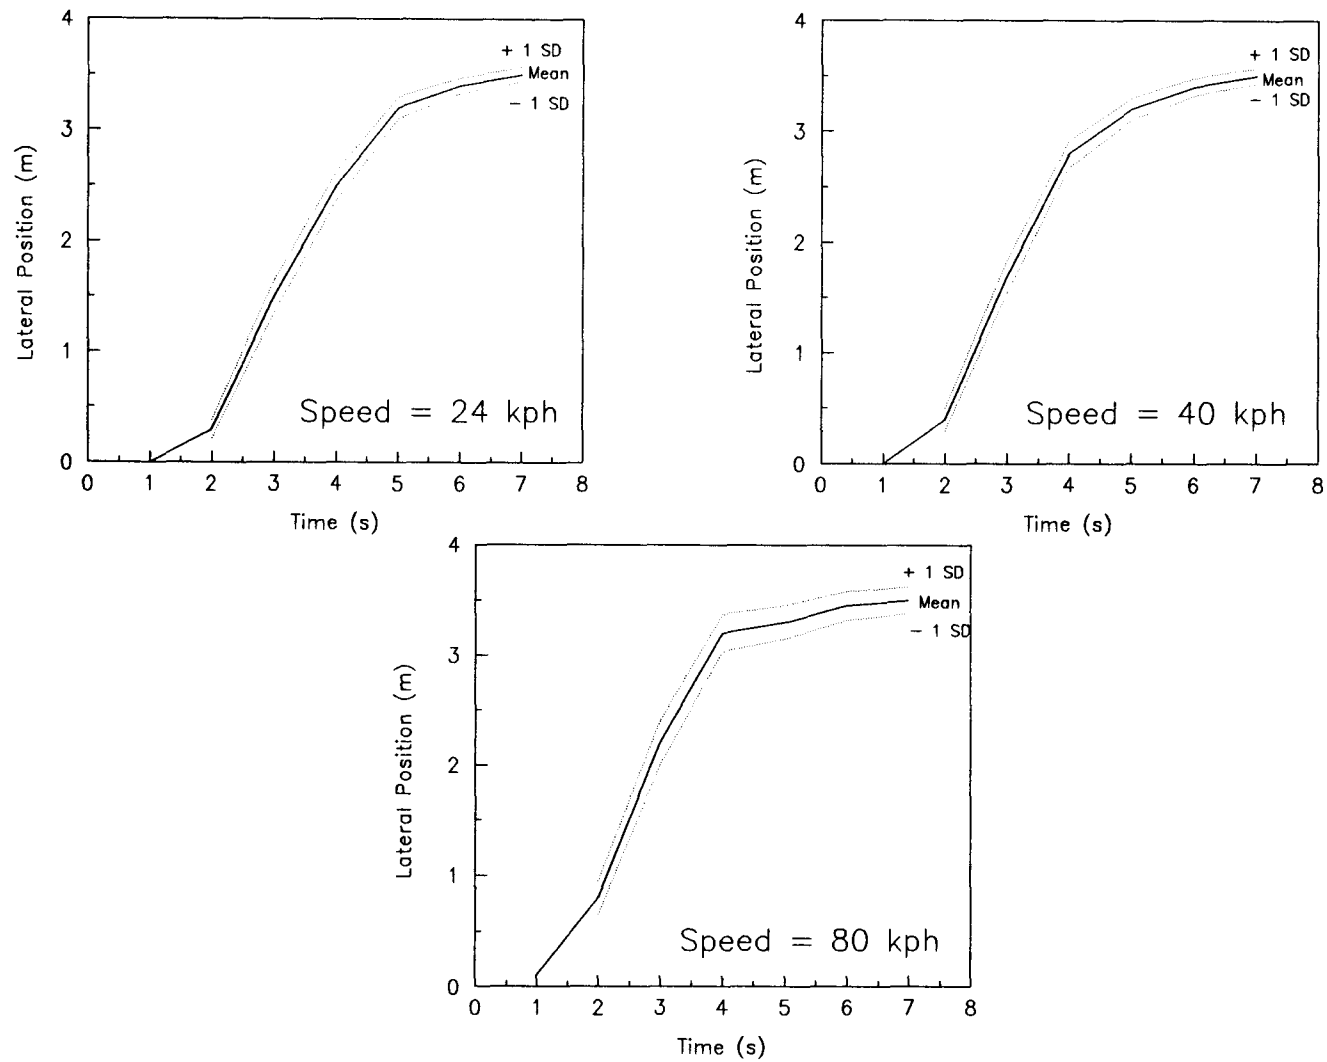 4
+ 1 SD
Mean
− 1 SD
3
2
1
0
Lateral Position (m)
Speed = 24 kph
0 1 2 3 4 5 6 7 8
Time (s)
4
+ 1 SD
Mean
− 1 SD
3
2
1
0
Lateral Position (m)
Speed = 40 kph
0 1 2 3 4 5 6 7 8
Time (s)
4
+ 1 SD
Mean
− 1 SD
3
2
1
0
Lateral Position (m)
Speed = 80 kph
0 1 2 3 4 5 6 7 8
Time (s)